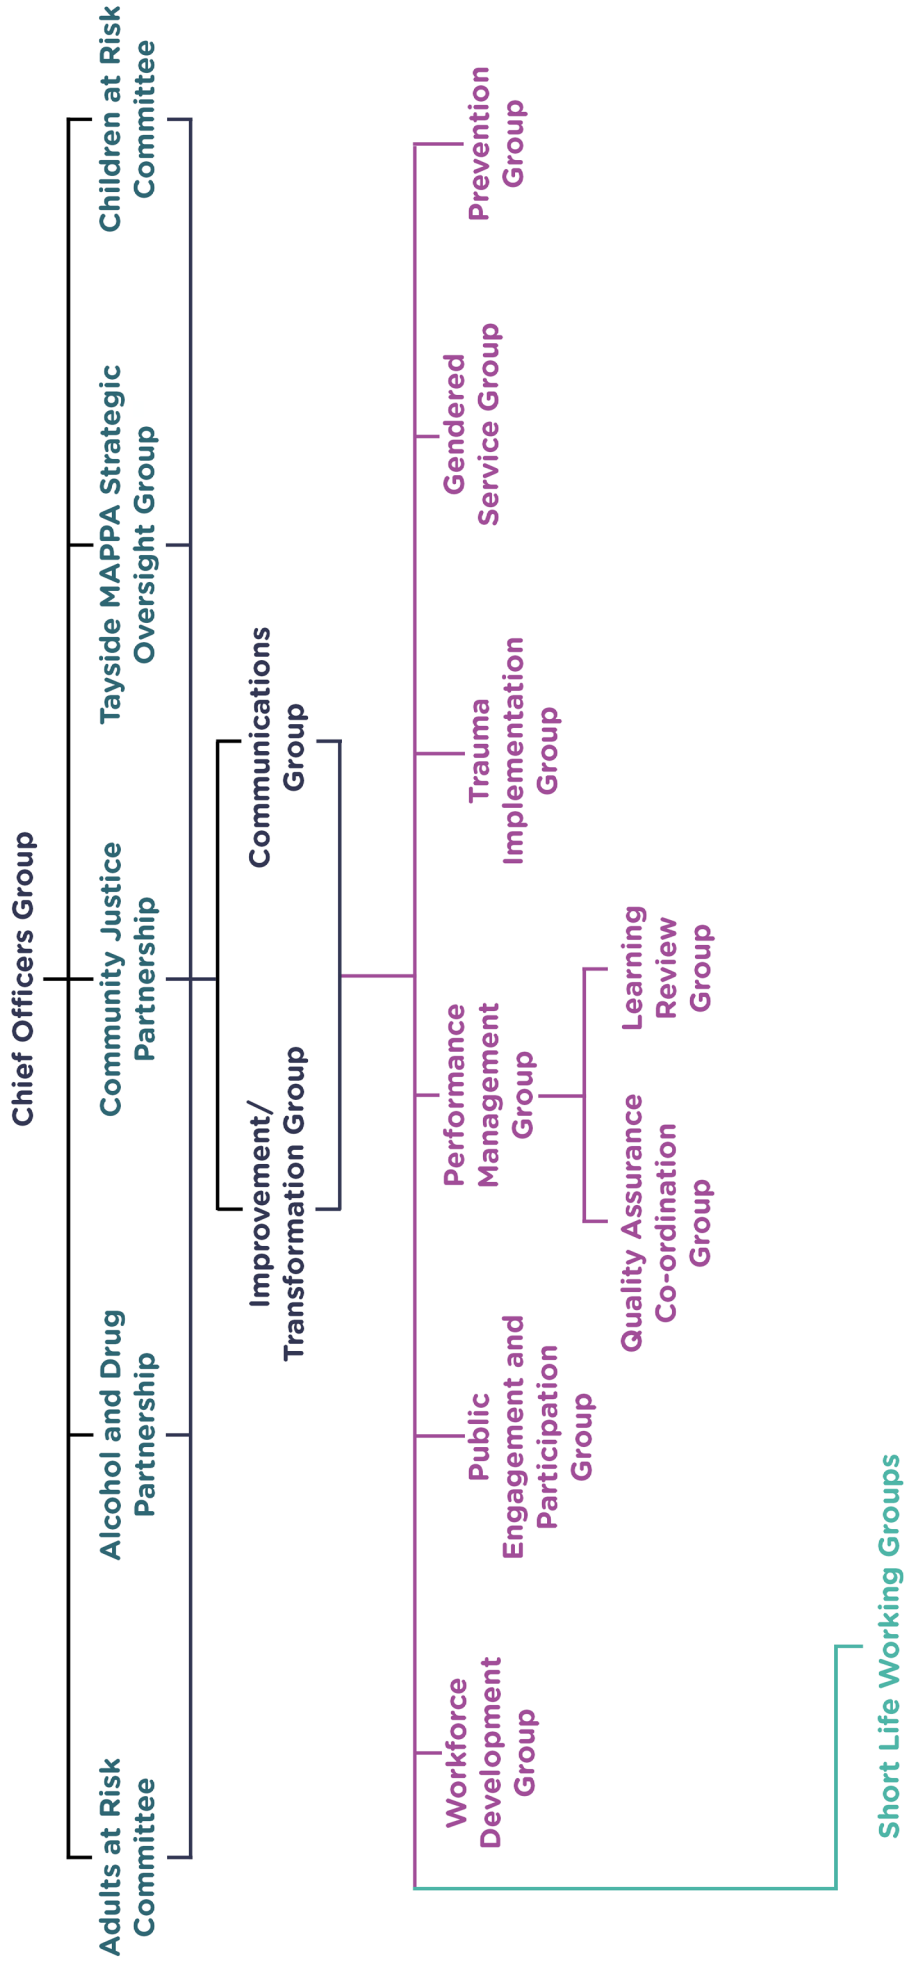 Chief Officers Group
Adults at Risk
Committee
Alcohol and Drug
Partnership
Community Justice
Partnership
Tayside MAPPA Strategic
Oversight Group
Children at Risk
Committee
Improvement/
Transformation Group
Communications
Group
Workforce
Development
Group
Public
Engagement and
Participation
Group
Performance
Management
Group
Trauma
Implementation
Group
Gendered
Service Group
Prevention
Group
Quality Assurance
Co-ordination
Group
Learning
Review
Group
Short Life Working Groups